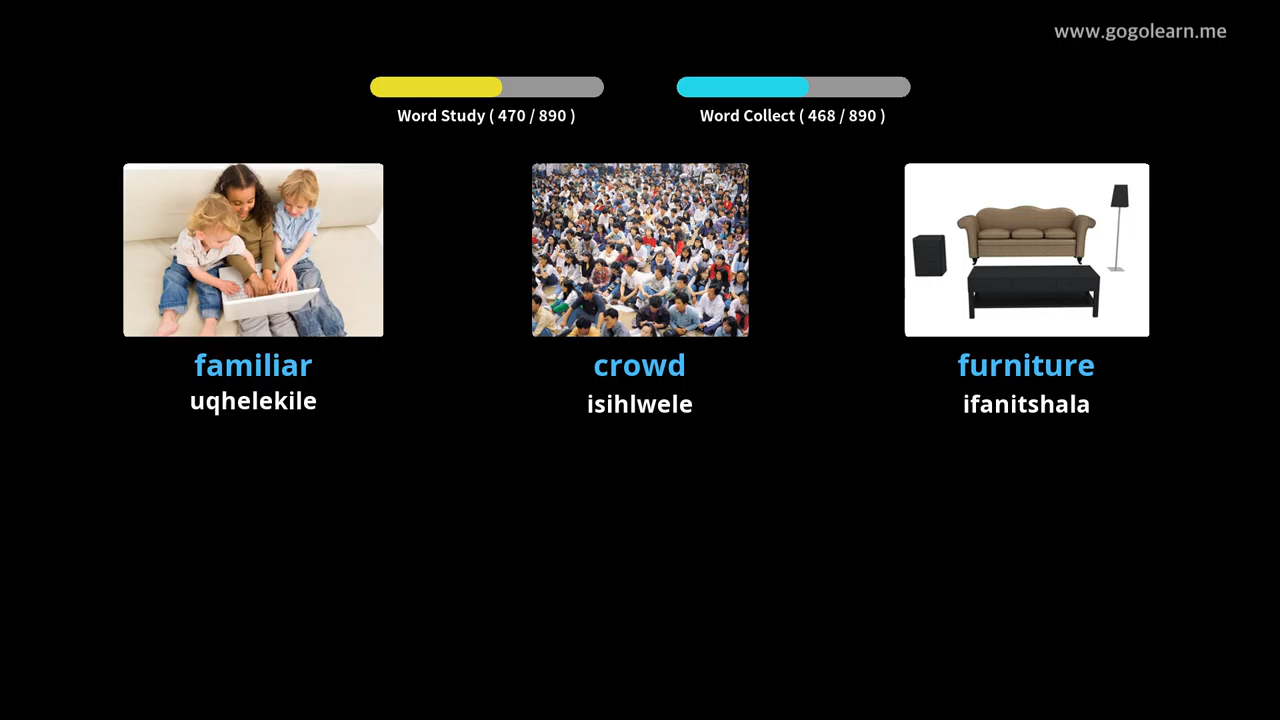 www.gogolearn.me
Word Study ( 470 / 890 )
Word Collect ( 468 / 890 )
familiar
uqhelekile
crowd
isihlwele
furniture
ifanitshala